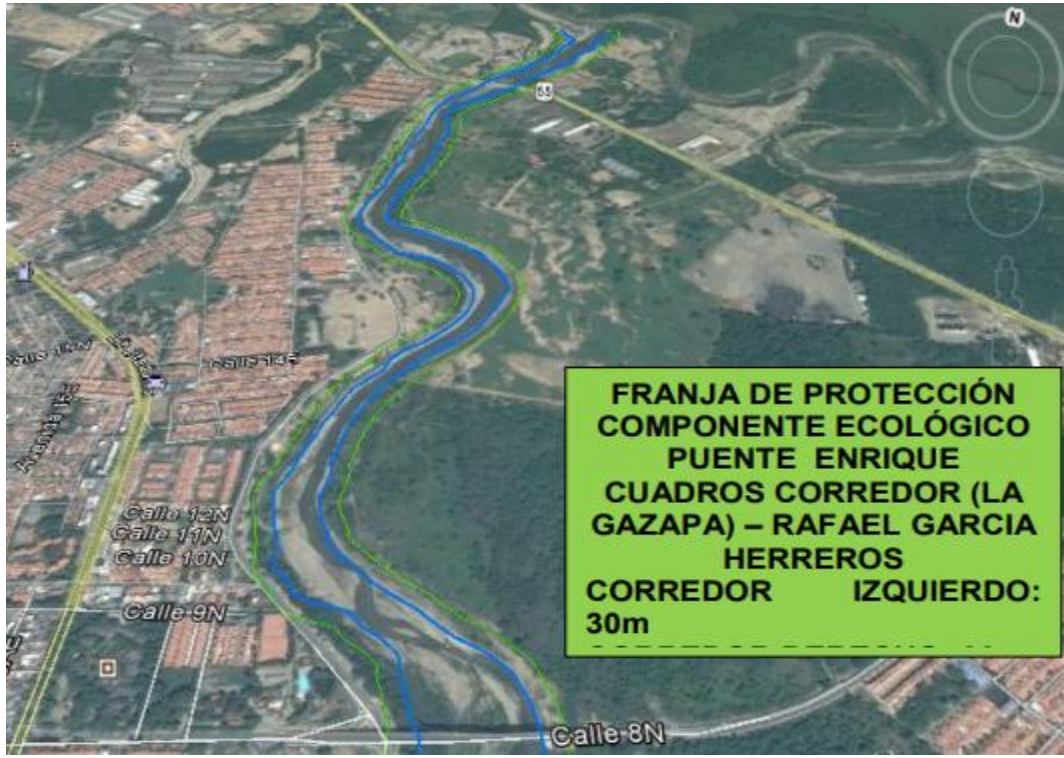 N
55
Calle 14E
Calle 12N
Calle 11N
Calle 10N
Calle 9N
Calle 8N
FRANJA DE PROTECCIÓN
COMPONENTE ECOLÓGICO
PUENTE ENRIQUE
CUADROS CORREDOR (LA
GAZAPA) – RAFAEL GARCIA
HERREROS
CORREDOR IZQUIERDO:
30m